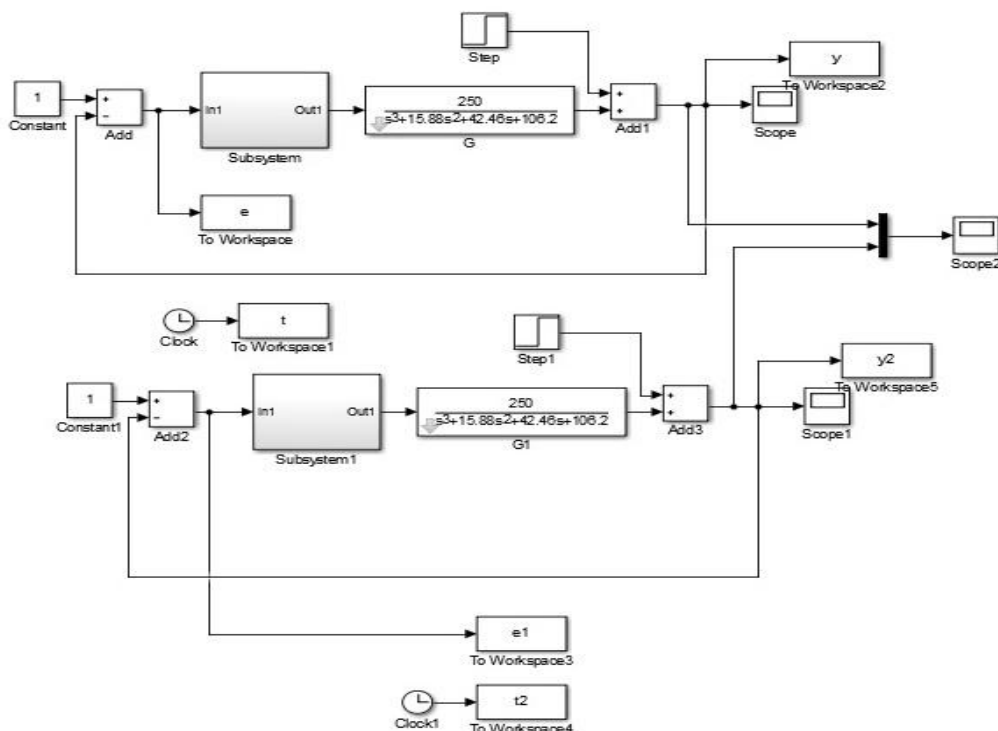 Step
y
To Workspace2
1
Constant
+
−
Add
In1
Out1
Subsystem
250
s³+15.88s²+42.46s+106.2
G
+
+
Add1
Scope
e
To Workspace
Scope2
Clock
t
To Workspace1
Step1
y2
To Workspace5
1
Constant1
+
−
Add2
In1
Out1
Subsystem1
250
s³+15.88s²+42.46s+106.2
G1
+
+
Add3
Scope1
e1
To Workspace3
Clock1
t2
To Workspace4